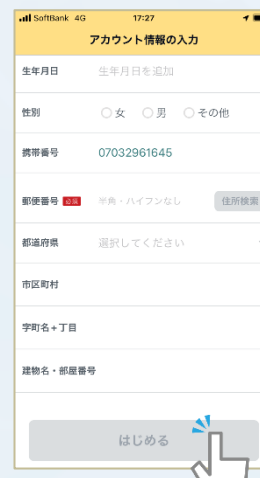 SoftBank 4G 17:27
アカウント情報の入力
生年月日 生年月日を追加
性別 女 男 その他
携帯番号 07032961645
郵便番号 必須 半角・ハイフンなし 住所検索
都道府県 選択してください
市区町村
字町名+丁目
建物名・部屋番号
はじめる